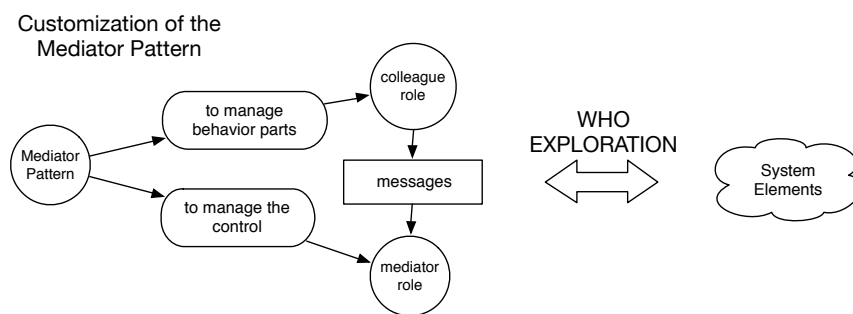 Customization of the
Mediator Pattern
colleague
role
to manage
behavior parts
WHO
EXPLORATION
Mediator
Pattern
messages
System
Elements
to manage the
control
mediator
role